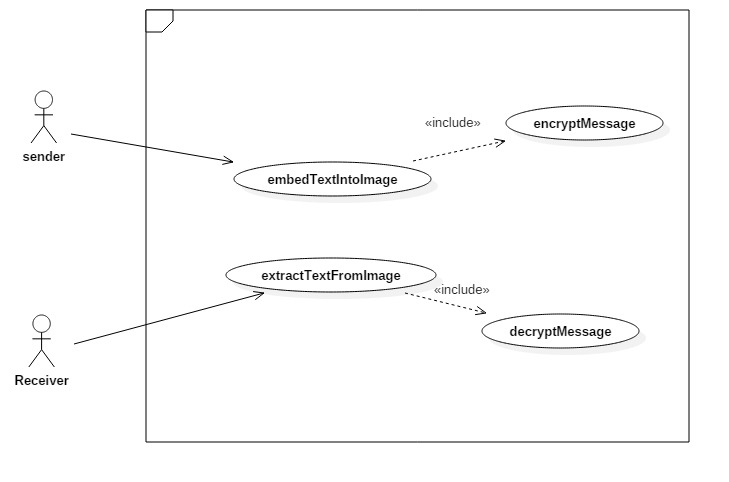 sender
«include»
encryptMessage
embedTextIntoImage
extractTextFromImage
«include»
decryptMessage
Receiver